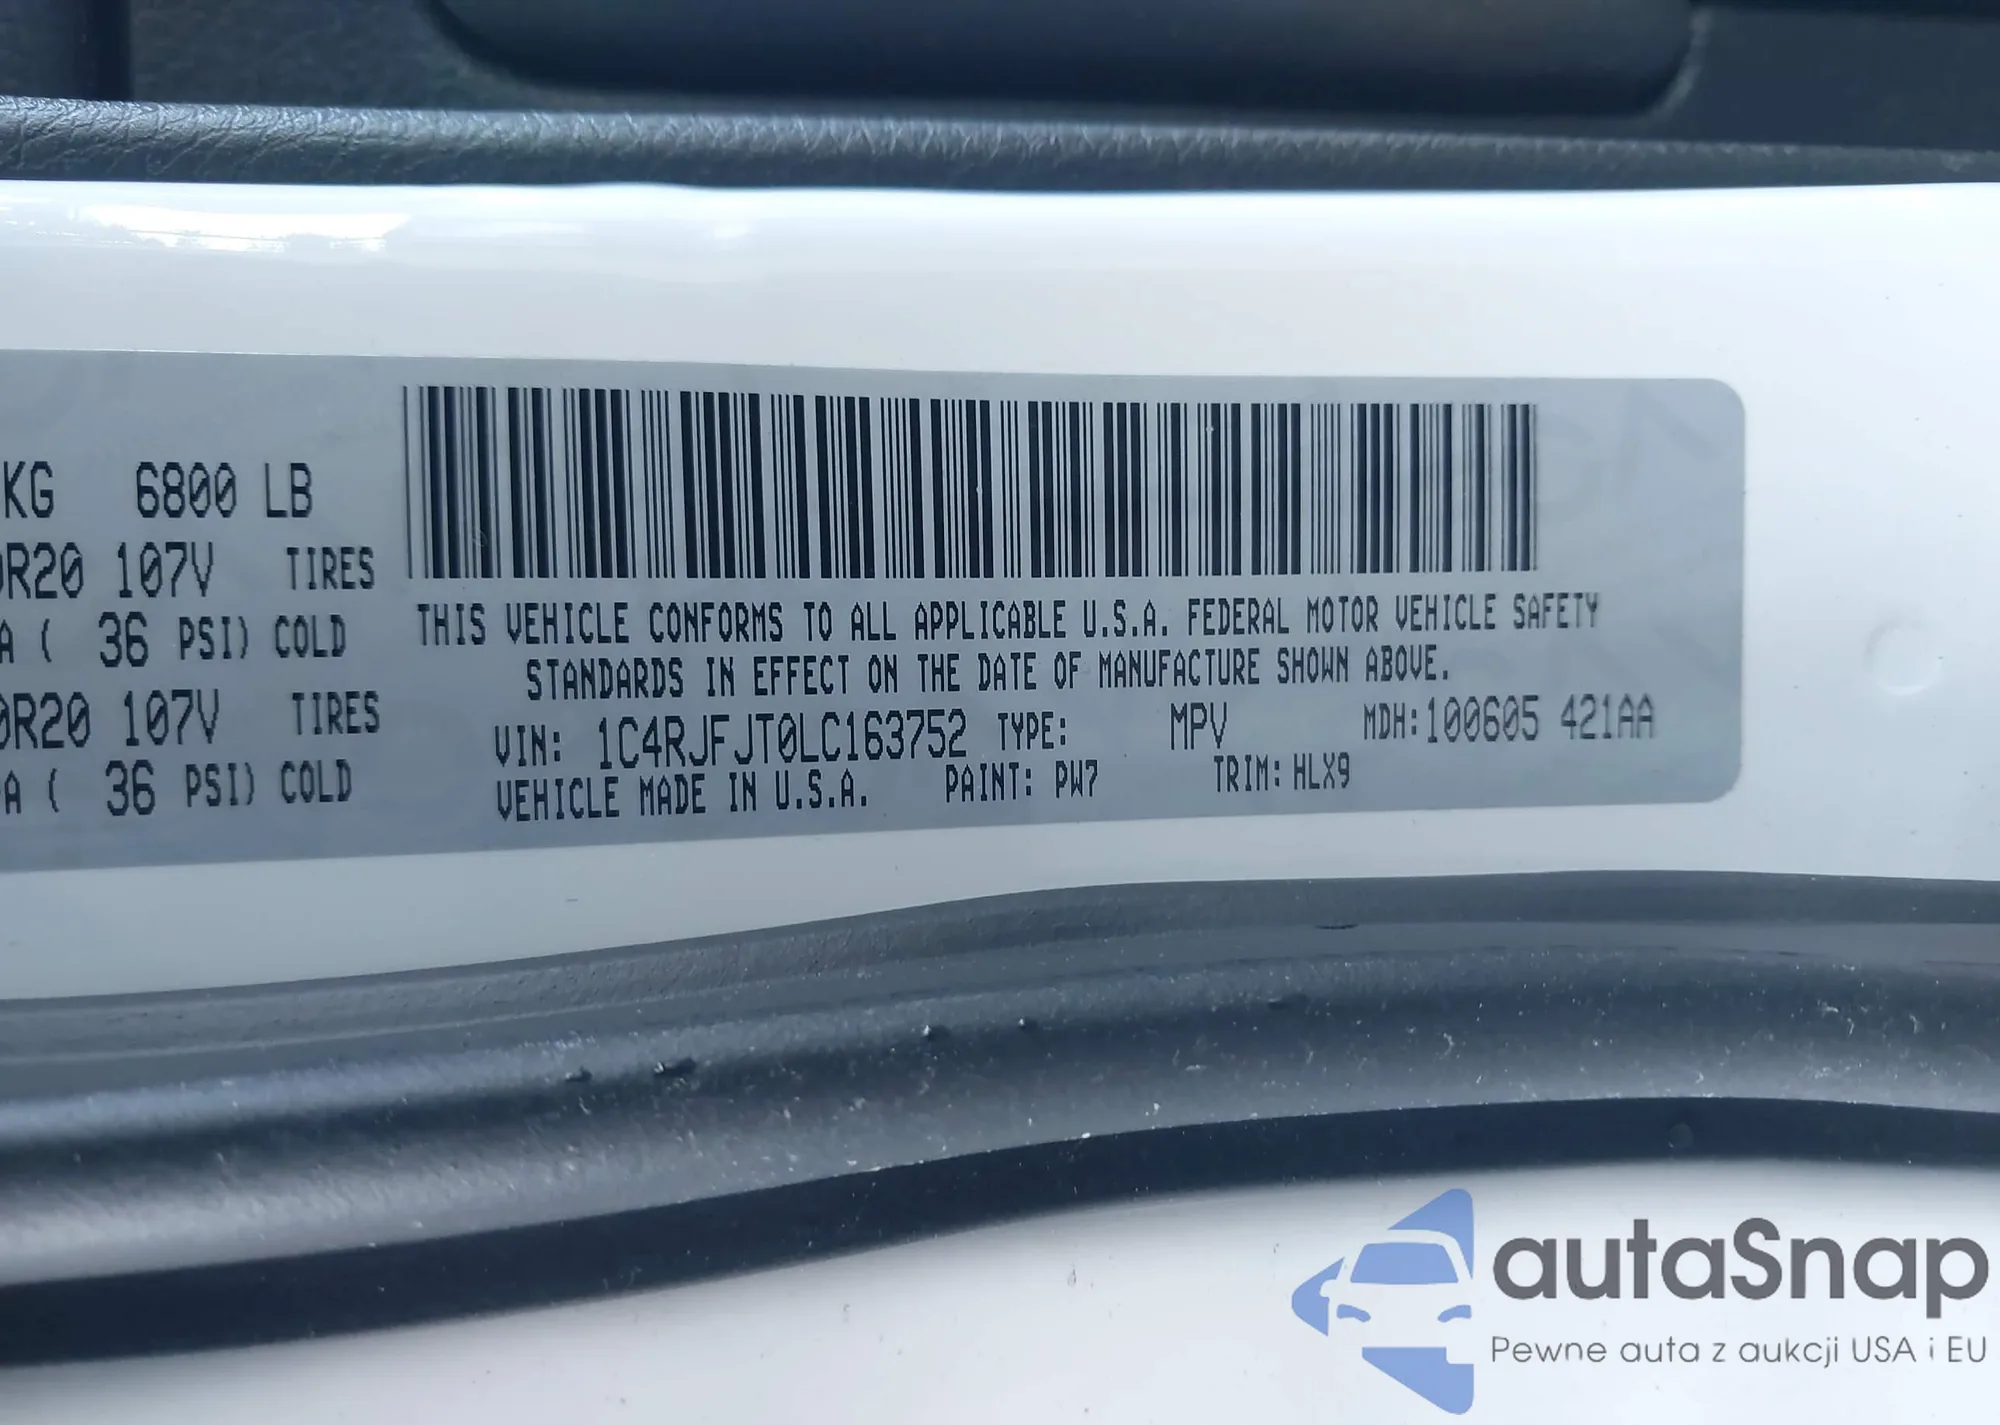 KG 6800 LB
0R20 107V TIRES
A ( 36 PSI) COLD
0R20 107V TIRES
A ( 36 PSI) COLD
THIS VEHICLE CONFORMS TO ALL APPLICABLE U.S.A. FEDERAL MOTOR VEHICLE SAFETY
STANDARDS IN EFFECT ON THE DATE OF MANUFACTURE SHOWN ABOVE.
VIN: 1C4RJFJT0LC163752 TYPE: MPV MDH:100605 421AA
VEHICLE MADE IN U.S.A. PAINT: PW7 TRIM: HLX9
autaSnap
Pewne auta z aukcji USA i EU